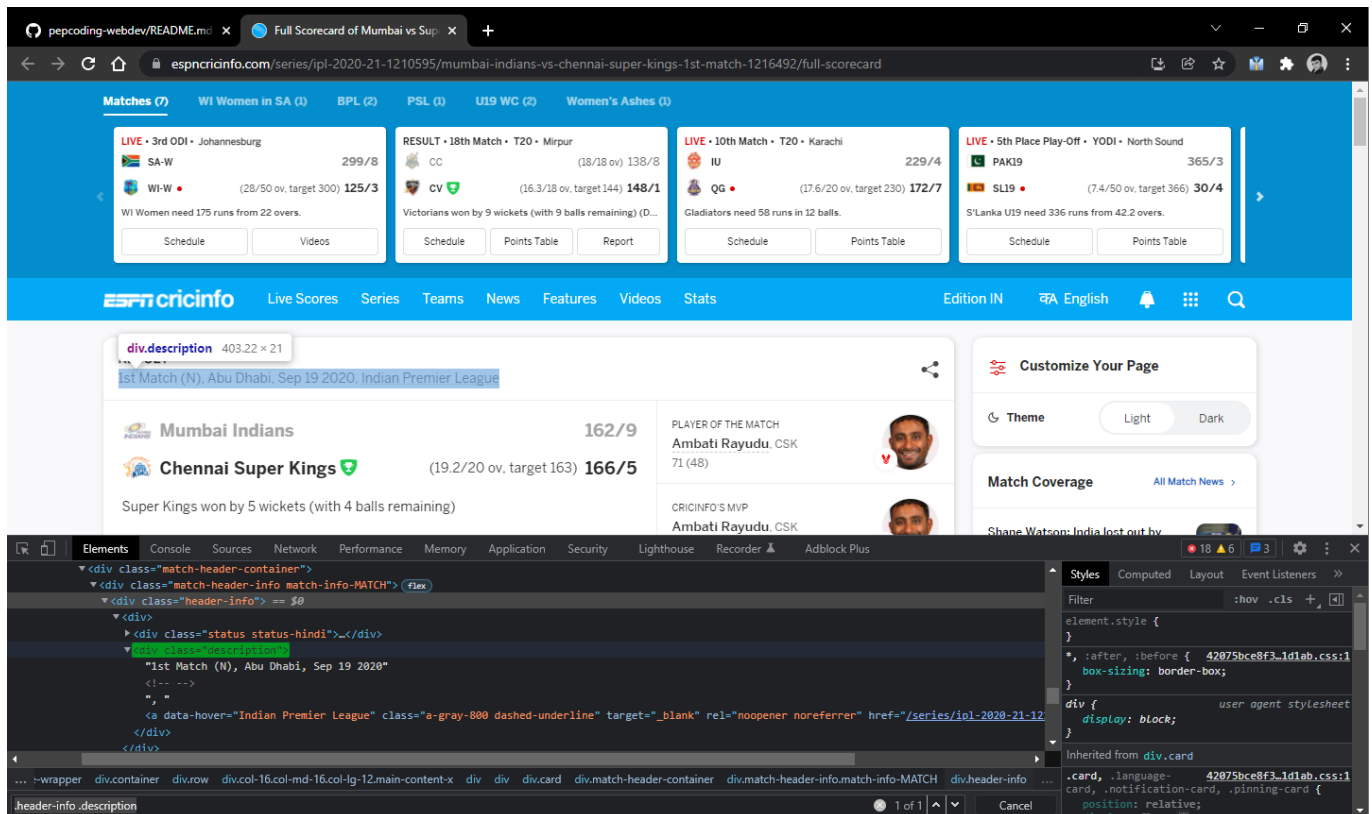 pepcoding-webdev/README.md
Full Scorecard of Mumbai vs Sup
espncricinfo.com/series/ipl-2020-21-1210595/mumbai-indians-vs-chennai-super-kings-1st-match-1216492/full-scorecard
Matches (7) WI Women in SA (1) BPL (2) PSL (1) U19 WC (2) Women's Ashes (1)
LIVE • 3rd ODI • Johannesburg
SA-W 299/8
WI-W • (28/50 ov, target 300) 125/3
WI Women need 175 runs from 22 overs.
Schedule Videos
RESULT • 18th Match • T20 • Mirpur
CC (18/18 ov) 138/8
CV (16.3/18 ov, target 144) 148/1
Victorians won by 9 wickets (with 9 balls remaining) (D...
Schedule Points Table Report
LIVE • 10th Match • T20 • Karachi
IU 229/4
QG • (17.6/20 ov, target 230) 172/7
Gladiators need 58 runs in 12 balls.
Schedule Points Table
LIVE • 5th Place Play-Off • YODI • North Sound
PAK19 365/3
SL19 • (7.4/50 ov, target 366) 30/4
S'Lanka U19 need 336 runs from 42.2 overs.
Schedule Points Table
ESPN cricinfo Live Scores Series Teams News Features Videos Stats Edition IN क्A English
div.description 403.22 × 21
1st Match (N), Abu Dhabi, Sep 19 2020, Indian Premier League
Mumbai Indians 162/9
Chennai Super Kings (19.2/20 ov, target 163) 166/5
Super Kings won by 5 wickets (with 4 balls remaining)
PLAYER OF THE MATCH
Ambati Rayudu, CSK
71 (48)
CRICINFO'S MVP
Ambati Rayudu, CSK
Customize Your Page
Theme Light Dark
Match Coverage All Match News >
Shane Watson: India lost out by
Elements Console Sources Network Performance Memory Application Security Lighthouse Recorder Adblock Plus 18 6 3
<div class="match-header-container">
<div class="match-header-info match-info-MATCH"> flex
<div class="header-info"> == $0
<div>
<div class="status status-hindi">…</div>
<div class="description">
"1st Match (N), Abu Dhabi, Sep 19 2020"
<!-- -->
", "
<a data-hover="Indian Premier League" class="a-gray-800 dashed-underline" target="_blank" rel="noopener noreferrer" href="/series/ipl-2020-21-12
</div>
</div>
... :-wrapper div.container div.row div.col-16.col-md-16.col-lg-12.main-content-x div div div.card div.match-header-container div.match-header-info.match-info-MATCH div.header-info ...
.header-info .description 1 of 1 Cancel
Styles Computed Layout Event Listeners »
Filter :hov .cls +
element.style {
}
*, :after, :before { 42075bce8f3…1d1ab.css:1
box-sizing: border-box;
}
div { user agent stylesheet
display: block;
}
Inherited from div.card
.card, .language- 42075bce8f3…1d1ab.css:1
card, .notification-card, .pinning-card {
position: relative;